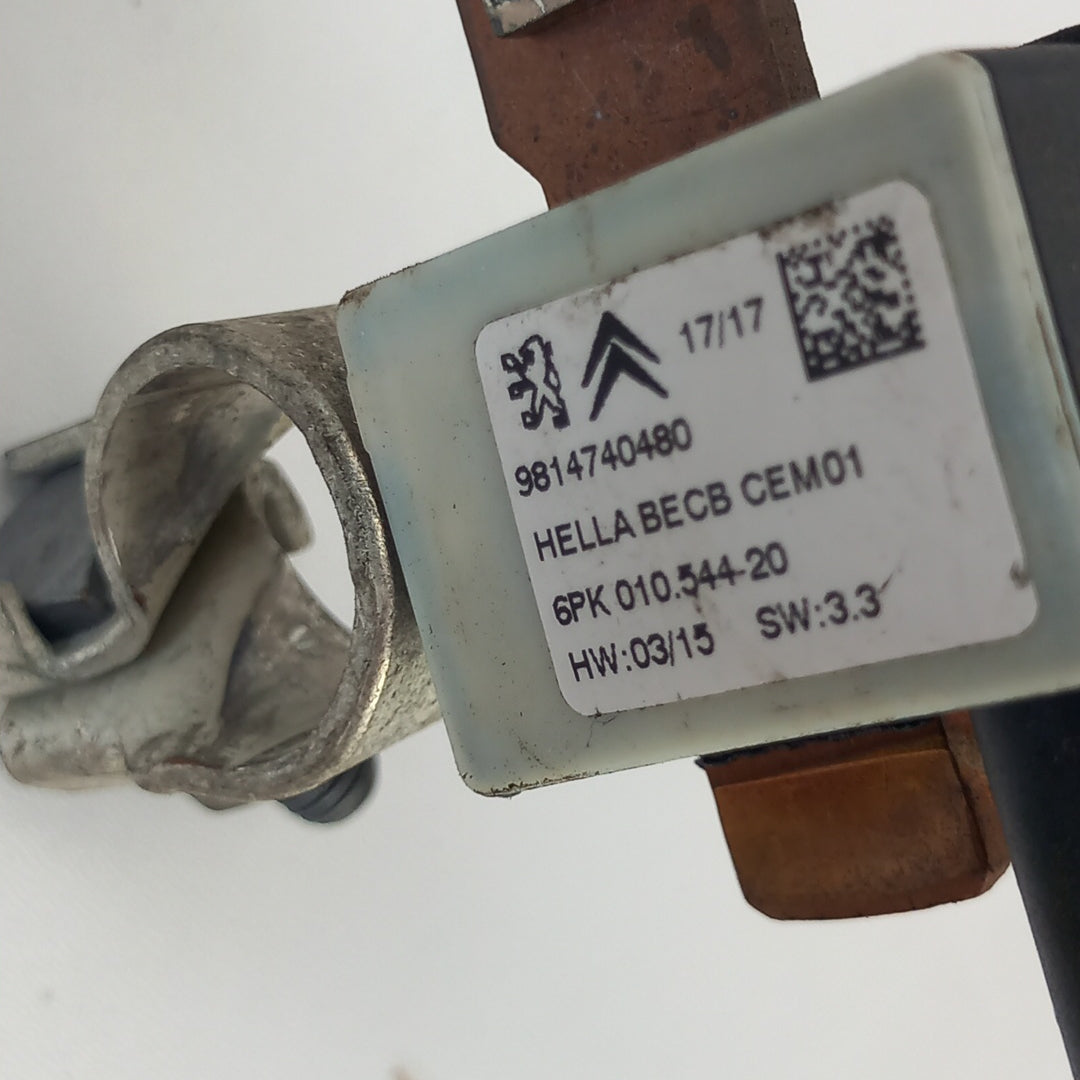 17/17
9814740480
HELLA BECB CEM01
6PK 010.544-20
HW:03/15 SW:3.3